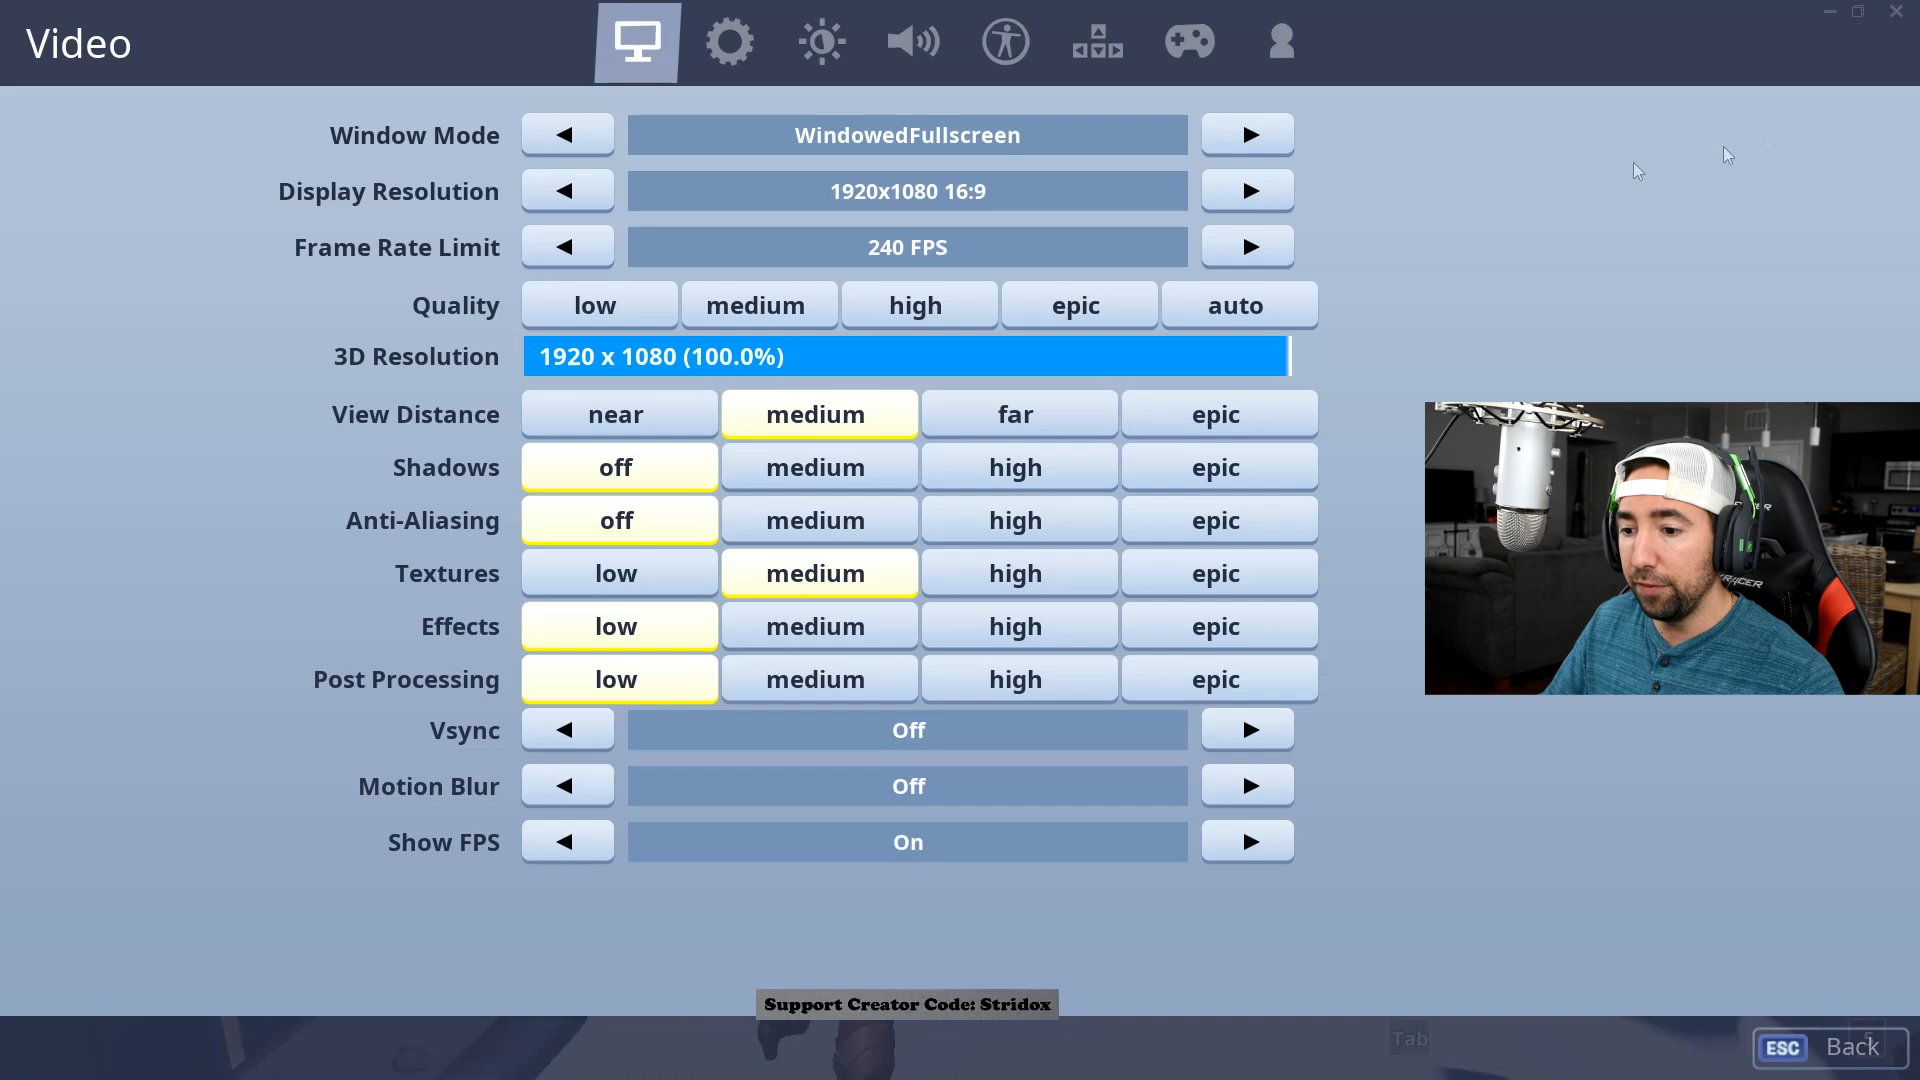 Video
Window Mode ◀ WindowedFullscreen ▶
Display Resolution ◀ 1920x1080 16:9 ▶
Frame Rate Limit ◀ 240 FPS ▶
Quality low medium high epic auto
3D Resolution 1920 x 1080 (100.0%)
View Distance near medium far epic
Shadows off medium high epic
Anti-Aliasing off medium high epic
Textures low medium high epic
Effects low medium high epic
Post Processing low medium high epic
Vsync ◀ Off ▶
Motion Blur ◀ Off ▶
Show FPS ◀ On ▶
Support Creator Code: Stridox
Tab
ESC Back